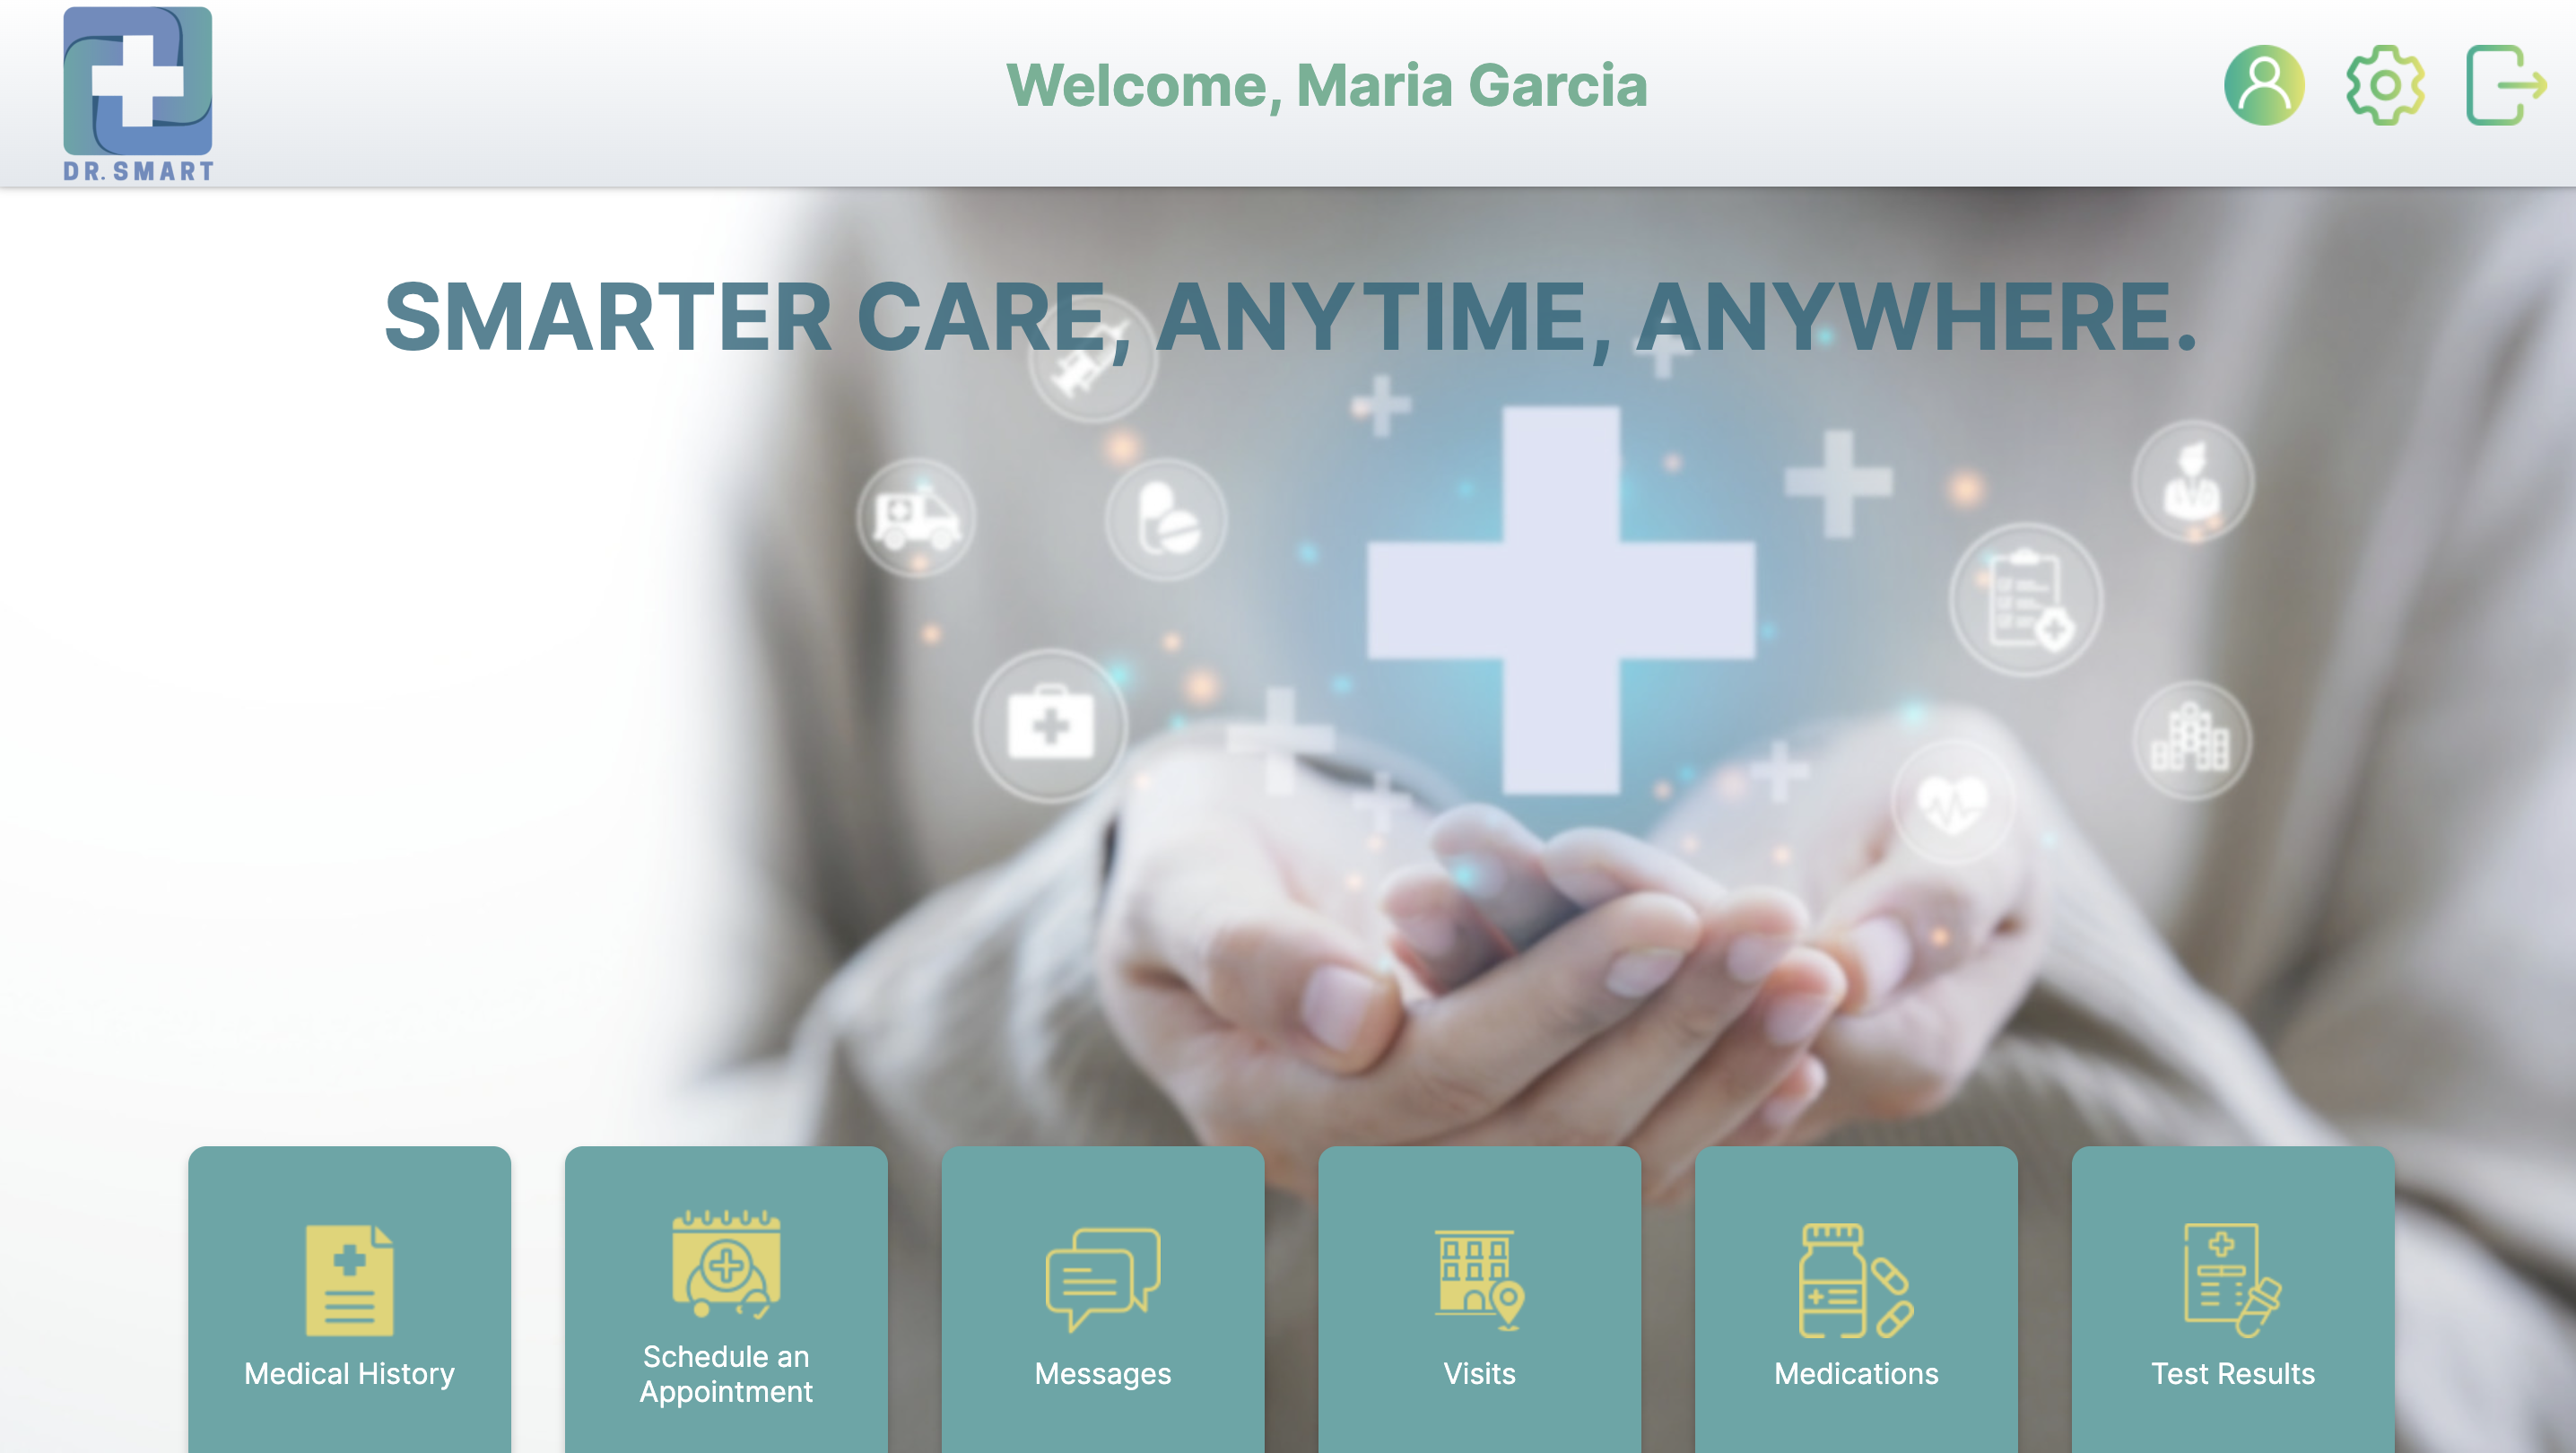 DR. SMART
Welcome, Maria Garcia
SMARTER CARE, ANYTIME, ANYWHERE.
Medical History
Schedule an
Appointment
Messages
Visits
Medications
Test Results